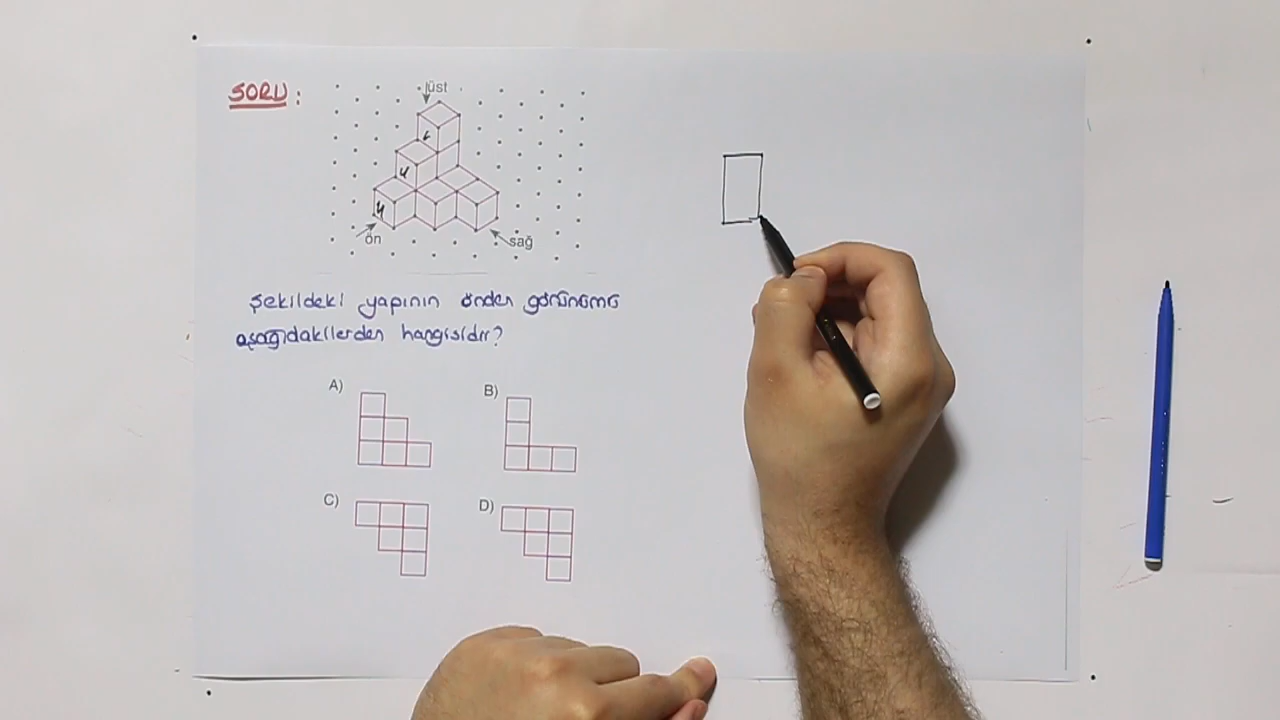 SORU:
üst
ön
sağ
Şekildeki yapının önden görünümü
aşağıdakilerden hangisidir?
A)
B)
C)
D)